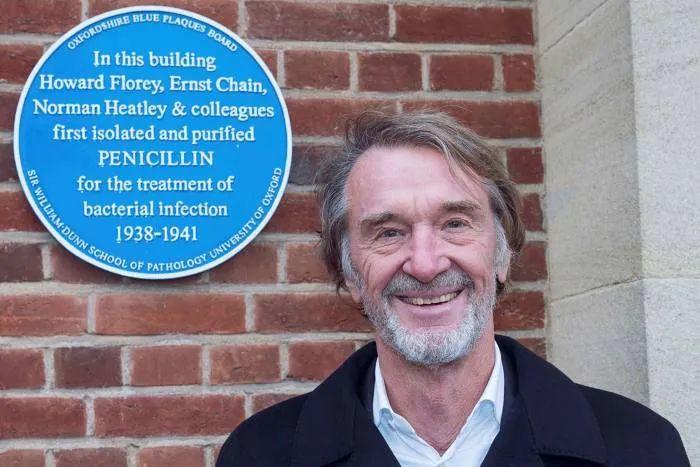 OXFORDSHIRE BLUE PLAQUES BOARD
In this building
Howard Florey, Ernst Chain,
Norman Heatley & colleagues
first isolated and purified
PENICILLIN
for the treatment of
bacterial infection
1938-1941
SIR WILLIAM DUNN SCHOOL OF PATHOLOGY UNIVERSITY OF OXFORD